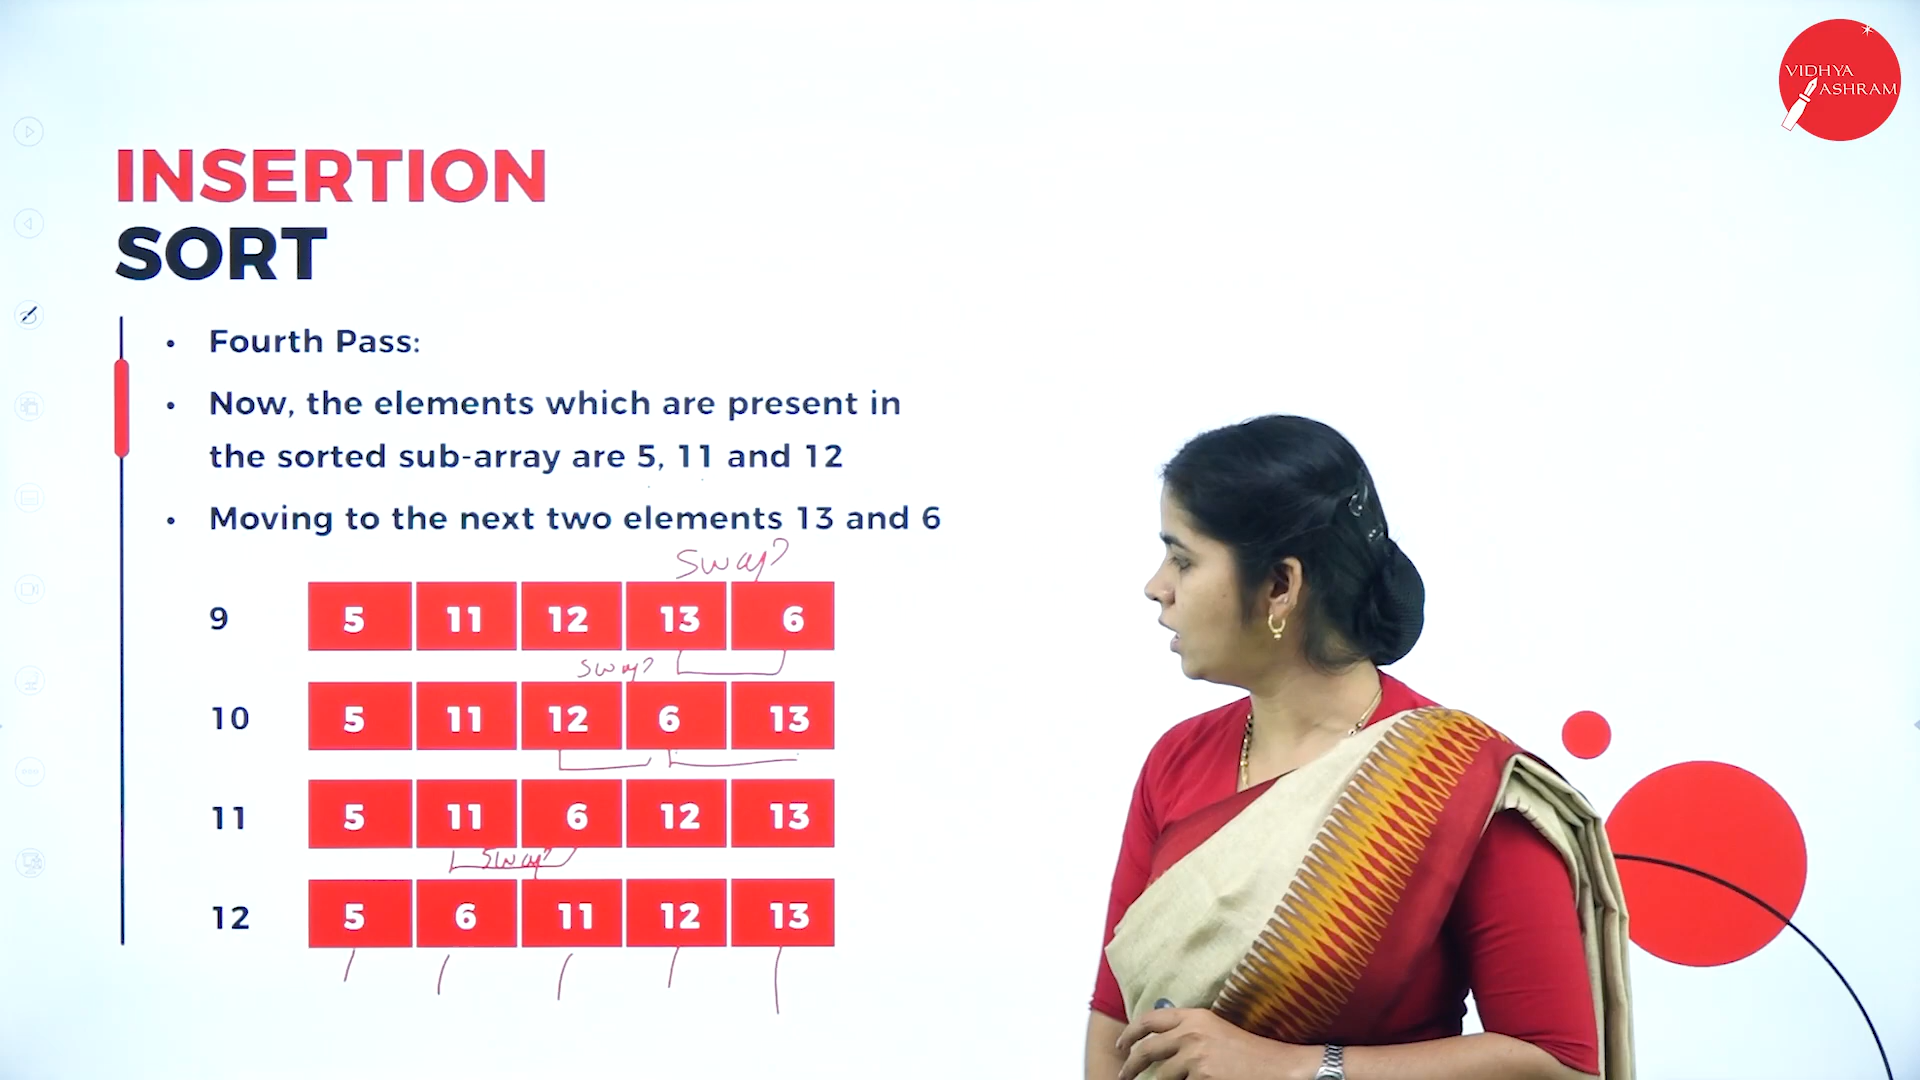 VIDHYA
ASHRAM
INSERTION
SORT
• Fourth Pass:
• Now, the elements which are present in
the sorted sub-array are 5, 11 and 12
• Moving to the next two elements 13 and 6
swap?
9 5 11 12 13 6
swap?
10 5 11 12 6 13
11 5 11 6 12 13
swap?
12 5 6 11 12 13